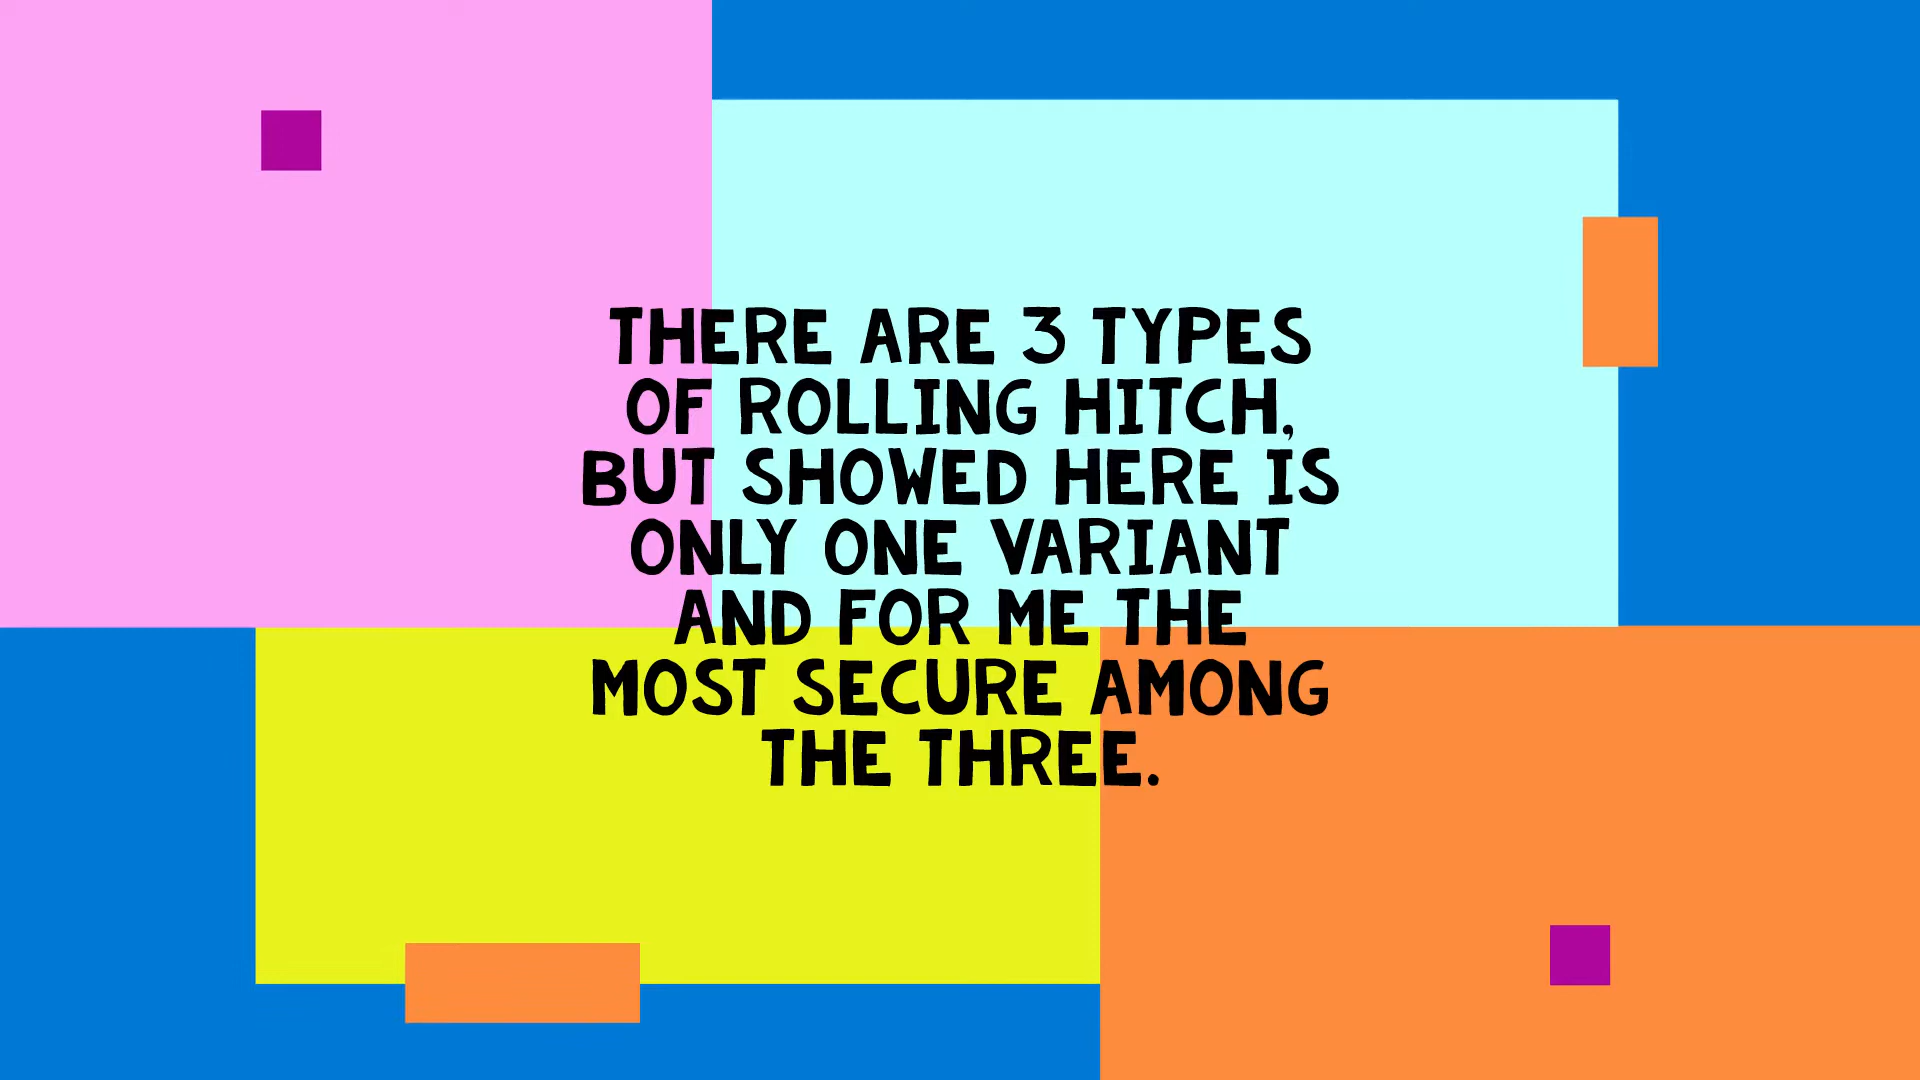 THERE ARE 3 TYPES
OF ROLLING HITCH,
BUT SHOWED HERE IS
ONLY ONE VARIANT
AND FOR ME THE
MOST SECURE AMONG
THE THREE.